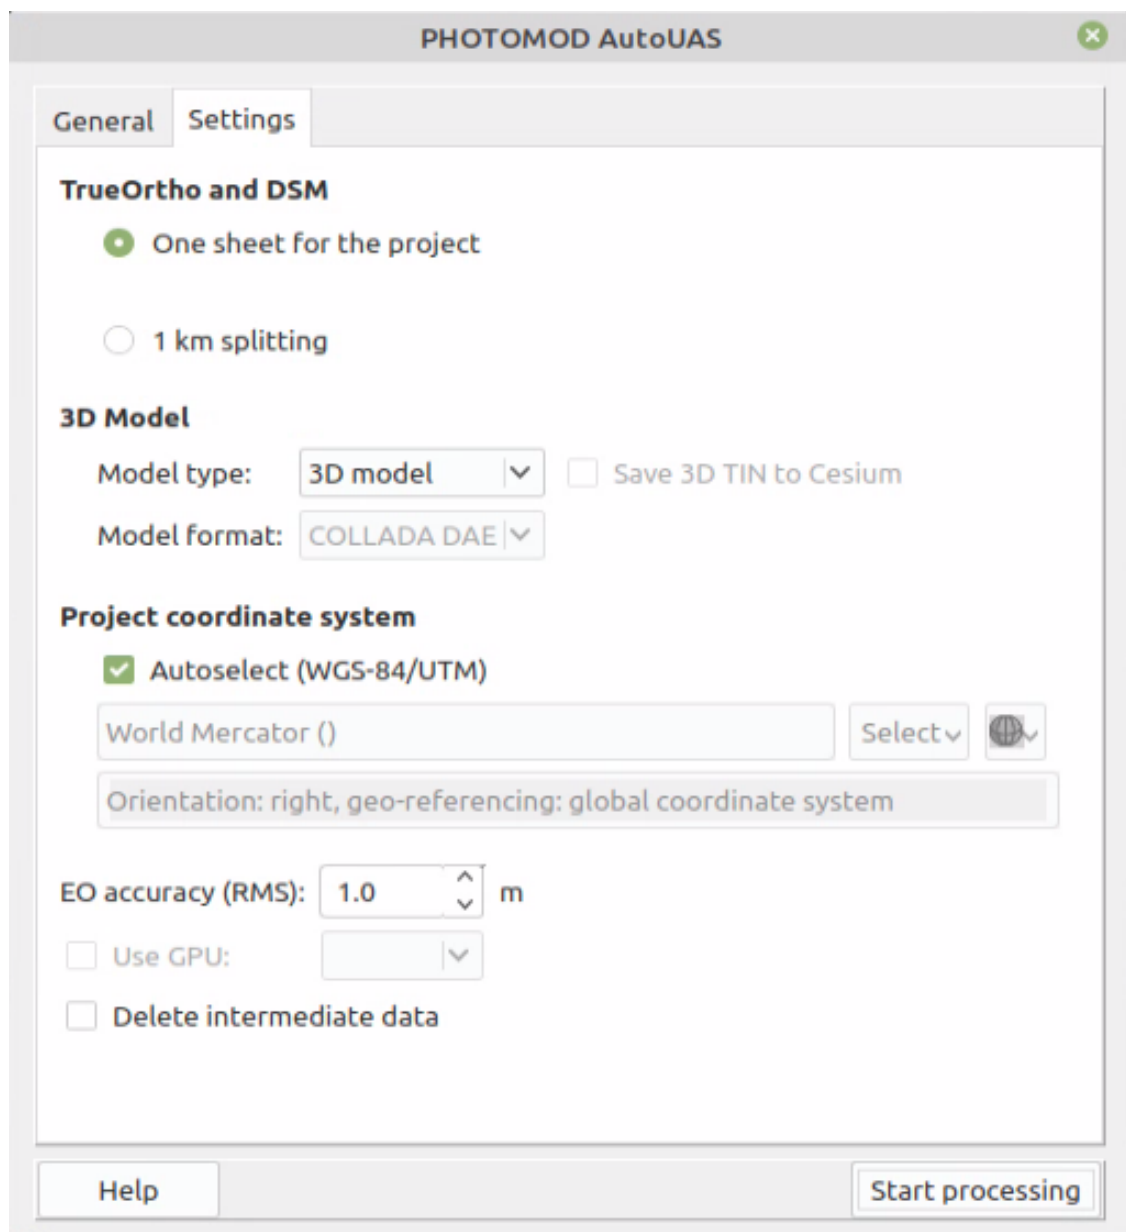 PHOTOMOD AutoUAS
General Settings
TrueOrtho and DSM
One sheet for the project
1 km splitting
3D Model
Model type: 3D model Save 3D TIN to Cesium
Model format: COLLADA DAE
Project coordinate system
Autoselect (WGS-84/UTM)
World Mercator () Select
Orientation: right, geo-referencing: global coordinate system
EO accuracy (RMS): 1.0 m
Use GPU:
Delete intermediate data
Help Start processing